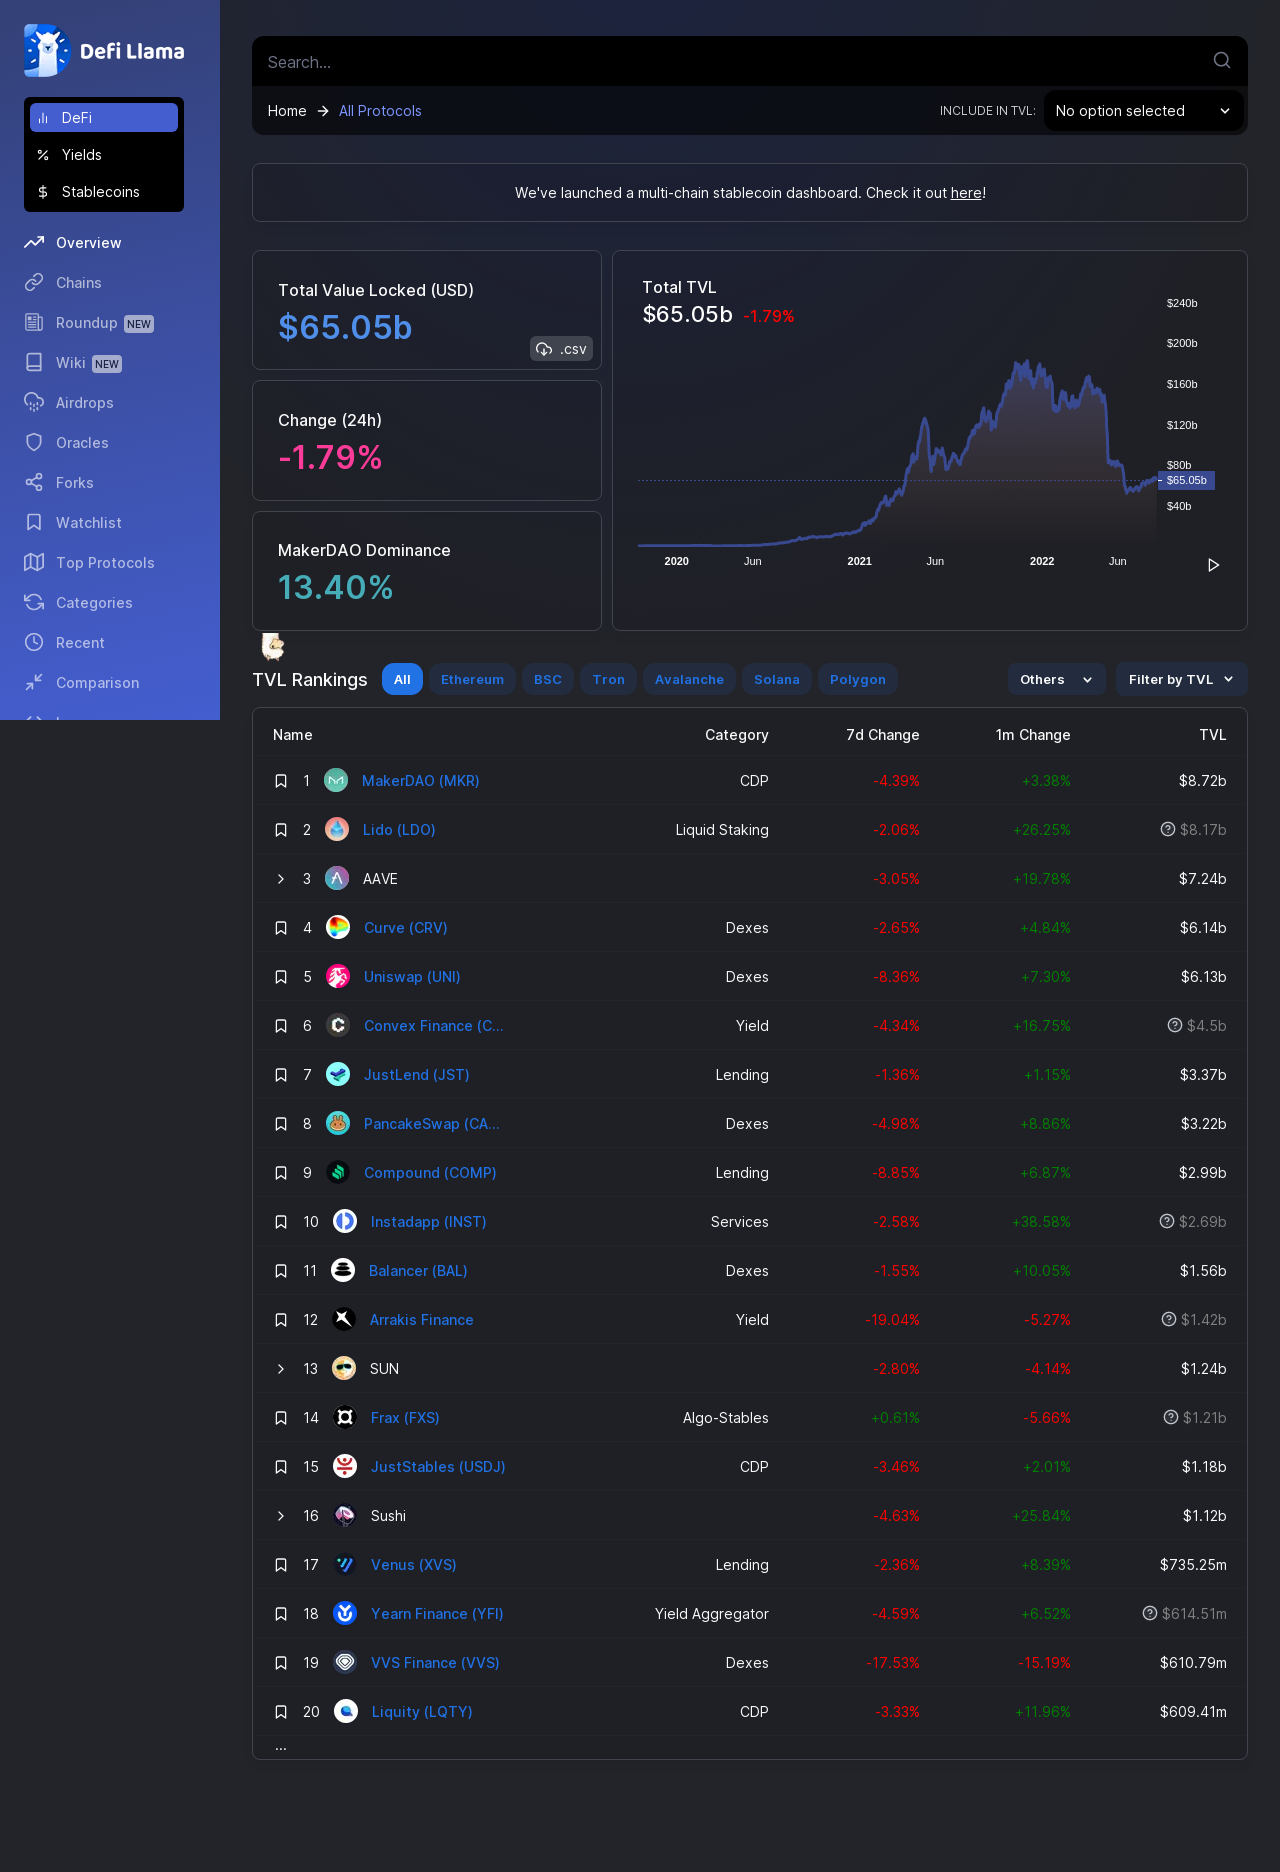 Defi Llama
DeFi
Yields
Stablecoins
Overview
Chains
Roundup NEW
Wiki NEW
Airdrops
Oracles
Forks
Watchlist
Top Protocols
Categories
Recent
Comparison
Search...
Home → All Protocols
INCLUDE IN TVL: No option selected
We've launched a multi-chain stablecoin dashboard. Check it out here!
Total Value Locked (USD)
$65.05b
.csv
Change (24h)
-1.79%
MakerDAO Dominance
13.40%
Total TVL
$65.05b -1.79%
$240b
$200b
$160b
$120b
$80b
$65.05b
$40b
2020 Jun 2021 Jun 2022 Jun
TVL Rankings All Ethereum BSC Tron Avalanche Solana Polygon Others Filter by TVL
Name Category 7d Change 1m Change TVL
1 MakerDAO (MKR) CDP -4.39% +3.38% $8.72b
2 Lido (LDO) Liquid Staking -2.06% +26.25% $8.17b
3 AAVE -3.05% +19.78% $7.24b
4 Curve (CRV) Dexes -2.65% +4.84% $6.14b
5 Uniswap (UNI) Dexes -8.36% +7.30% $6.13b
6 Convex Finance (C... Yield -4.34% +16.75% $4.5b
7 JustLend (JST) Lending -1.36% +1.15% $3.37b
8 PancakeSwap (CA... Dexes -4.98% +8.86% $3.22b
9 Compound (COMP) Lending -8.85% +6.87% $2.99b
10 Instadapp (INST) Services -2.58% +38.58% $2.69b
11 Balancer (BAL) Dexes -1.55% +10.05% $1.56b
12 Arrakis Finance Yield -19.04% -5.27% $1.42b
13 SUN -2.80% -4.14% $1.24b
14 Frax (FXS) Algo-Stables +0.61% -5.66% $1.21b
15 JustStables (USDJ) CDP -3.46% +2.01% $1.18b
16 Sushi -4.63% +25.84% $1.12b
17 Venus (XVS) Lending -2.36% +8.39% $735.25m
18 Yearn Finance (YFI) Yield Aggregator -4.59% +6.52% $614.51m
19 VVS Finance (VVS) Dexes -17.53% -15.19% $610.79m
20 Liquity (LQTY) CDP -3.33% +11.96% $609.41m
...